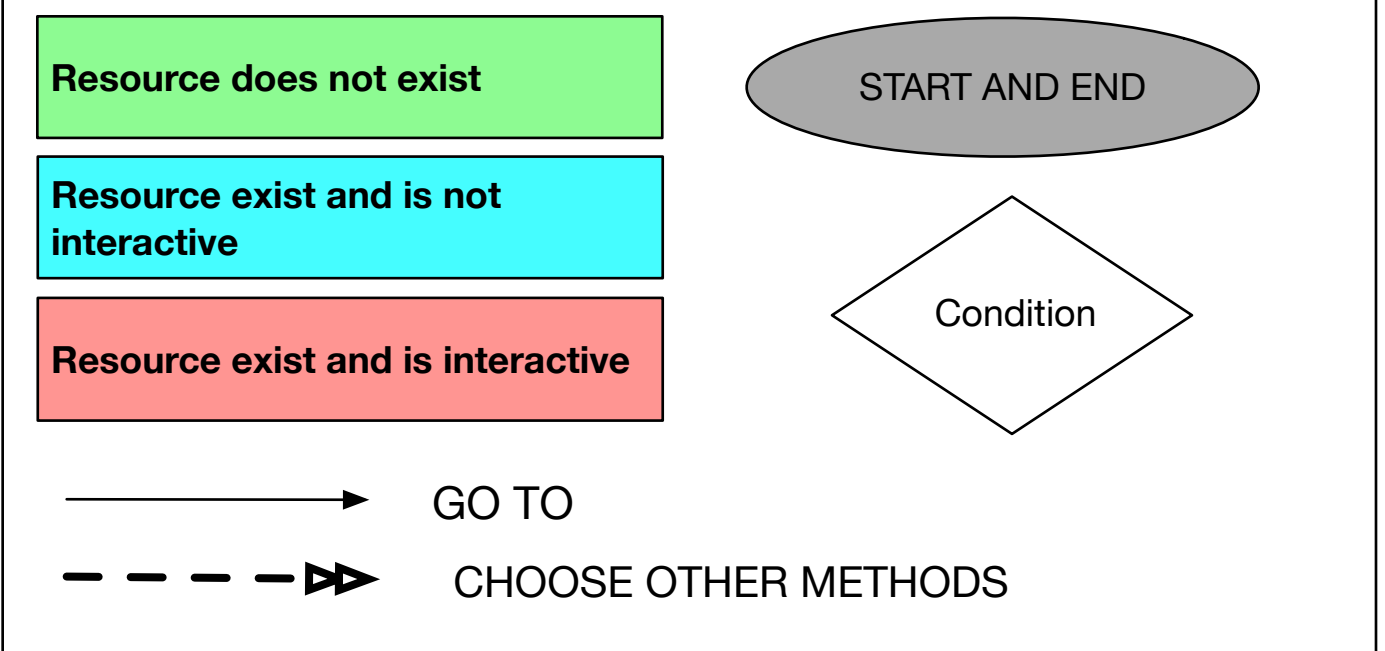 Resource does not exist
START AND END
Resource exist and is not
interactive
Condition
Resource exist and is interactive
GO TO
CHOOSE OTHER METHODS